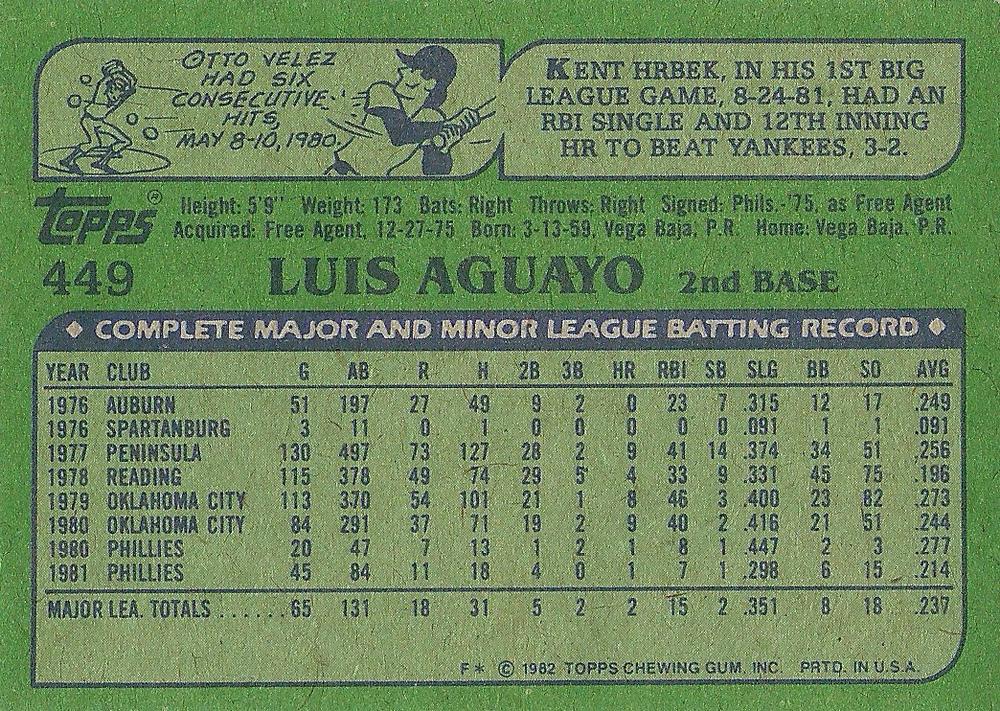 OTTO VELEZ
HAD SIX
CONSECUTIVE
HITS,
MAY 8-10, 1980.
KENT HRBEK, IN HIS 1ST BIG
LEAGUE GAME, 8-24-81, HAD AN
RBI SINGLE AND 12TH INNING
HR TO BEAT YANKEES, 3-2.
TOPPS®
Height: 5'9" Weight: 173 Bats: Right Throws: Right Signed: Phils.-'75, as Free Agent
Acquired: Free Agent, 12-27-75 Born: 3-13-59, Vega Baja, P.R. Home: Vega Baja, P.R.
449 LUIS AGUAYO 2nd BASE
♦ COMPLETE MAJOR AND MINOR LEAGUE BATTING RECORD ♦
YEAR CLUB G AB R H 2B 3B HR RBI SB SLG BB SO AVG
1976 AUBURN 51 197 27 49 9 2 0 23 7 .315 12 17 .249
1976 SPARTANBURG 3 11 0 1 0 0 0 0 0 .091 1 1 .091
1977 PENINSULA 130 497 73 127 28 2 9 41 14 .374 34 51 .256
1978 READING 115 378 49 74 29 5 4 33 9 .331 45 75 .196
1979 OKLAHOMA CITY 113 370 54 101 21 1 8 46 3 .400 23 82 .273
1980 OKLAHOMA CITY 84 291 37 71 19 2 9 40 2 .416 21 51 .244
1980 PHILLIES 20 47 7 13 1 2 1 8 1 .447 2 3 .277
1981 PHILLIES 45 84 11 18 4 0 1 7 1 .298 6 15 .214
MAJOR LEA. TOTALS ......65 131 18 31 5 2 2 15 2 .351 8 18 .237
F* © 1982 TOPPS CHEWING GUM, INC. PRTD. IN U.S.A.